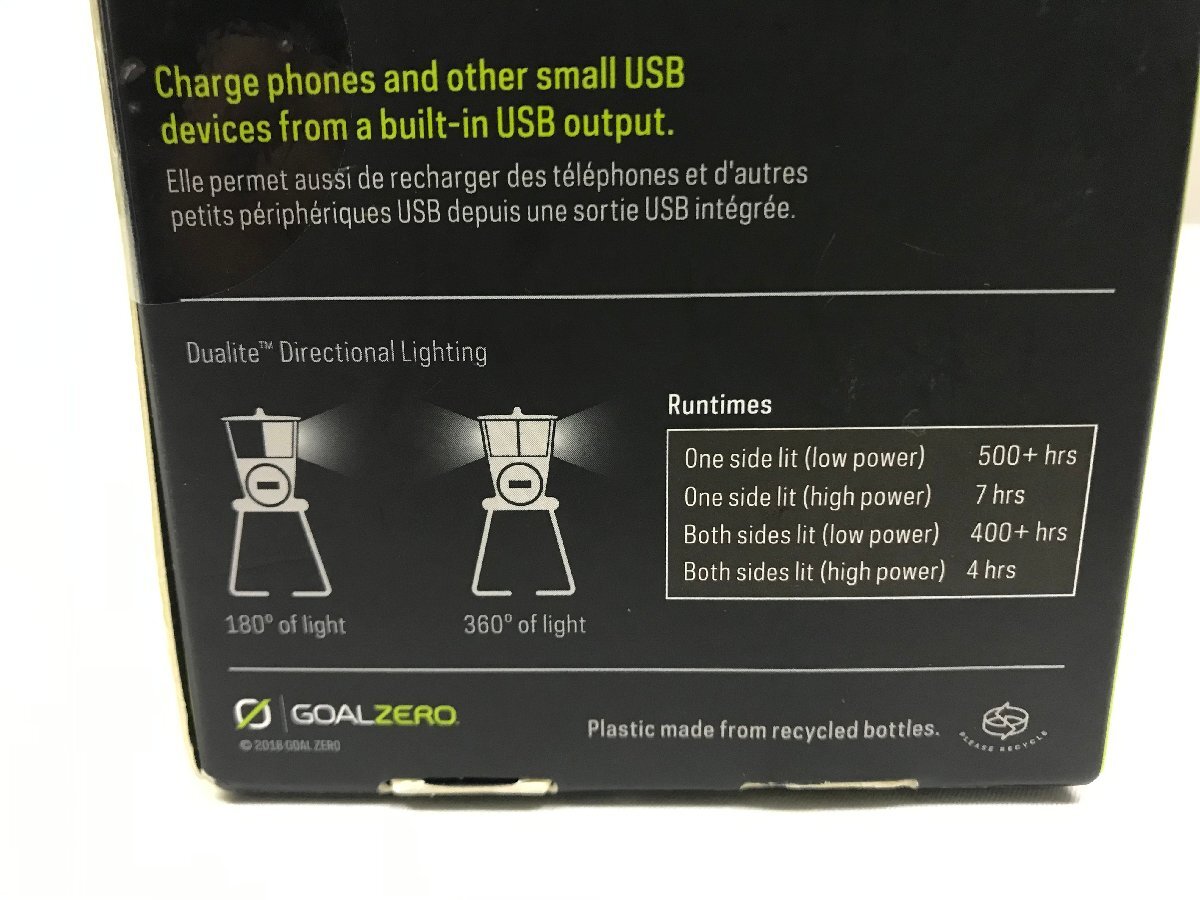 Charge phones and other small USB
devices from a built-in USB output.
Elle permet aussi de recharger des téléphones et d'autres
petits périphériques USB depuis une sortie USB intégrée.
Dualite™ Directional Lighting
180° of light
360° of light
Runtimes
One side lit (low power) 500+ hrs
One side lit (high power) 7 hrs
Both sides lit (low power) 400+ hrs
Both sides lit (high power) 4 hrs
GOALZERO
© 2016 GOAL ZERO
Plastic made from recycled bottles.
PLEASE RECYCLE